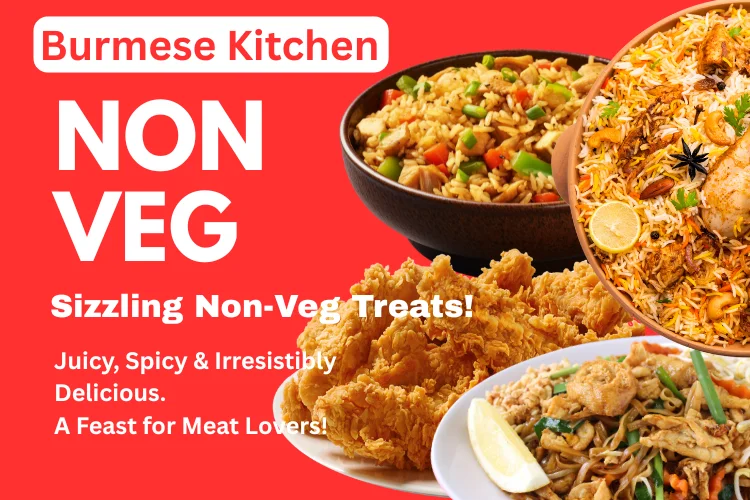 Burmese Kitchen
NON
VEG
Sizzling Non-Veg Treats!
Juicy, Spicy & Irresistibly
Delicious.
A Feast for Meat Lovers!